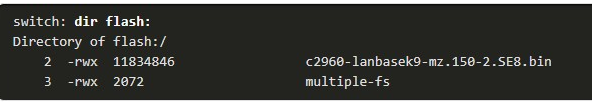 switch: dir flash:
Directory of flash:/
2 -rwx 11834846 c2960-lanbasek9-mz.150-2.SE8.bin
3 -rwx 2072 multiple-fs